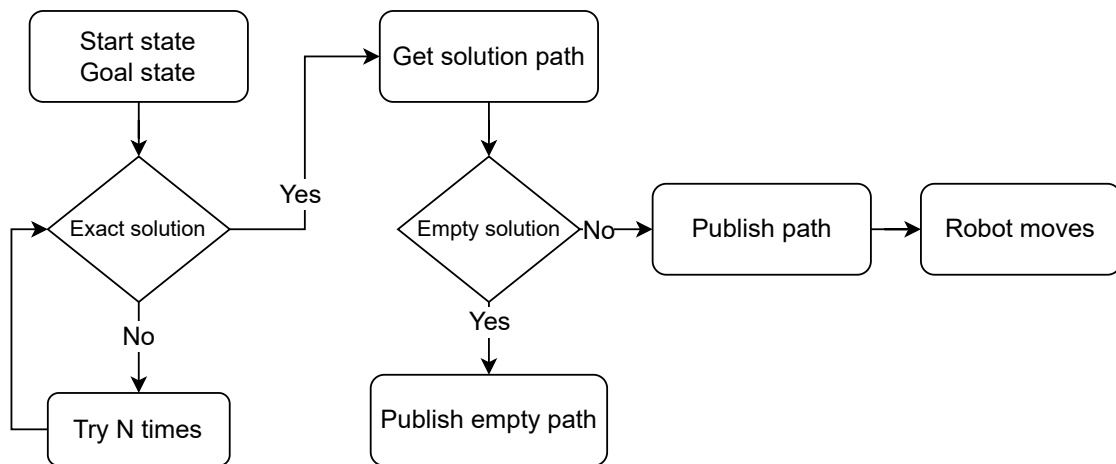 Start state
Goal state
Get solution path
Yes
Exact solution
Empty solution
No
Publish path
Robot moves
No
Yes
Try N times
Publish empty path